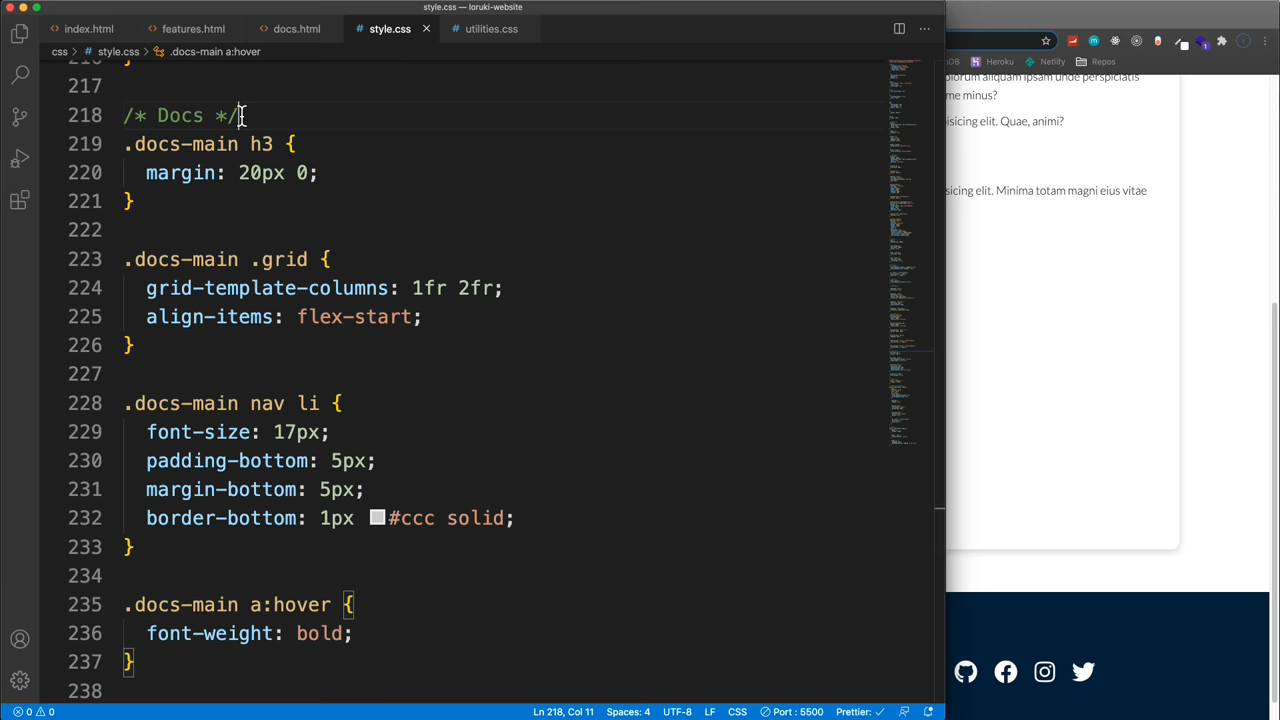 style.css — loruki-website
index.html
features.html
docs.html
style.css
utilities.css
css > style.css > .docs-main a:hover
217
218 /* Docs */
219 .docs-main h3 {
220 margin: 20px 0;
221 }
222
223 .docs-main .grid {
224 grid-template-columns: 1fr 2fr;
225 align-items: flex-start;
226 }
227
228 .docs-main nav li {
229 font-size: 17px;
230 padding-bottom: 5px;
231 margin-bottom: 5px;
232 border-bottom: 1px #ccc solid;
233 }
234
235 .docs-main a:hover {
236 font-weight: bold;
237 }
238
0 0
Ln 218, Col 11
Spaces: 4
UTF-8
LF
CSS
Port : 5500
Prettier: ✓
DB
Heroku
Netlify
Repos
aliquam ipsam unde perspiciatis
me minus?
isicing elit. Quae, animi?
sicing elit. Minima totam magni eius vitae